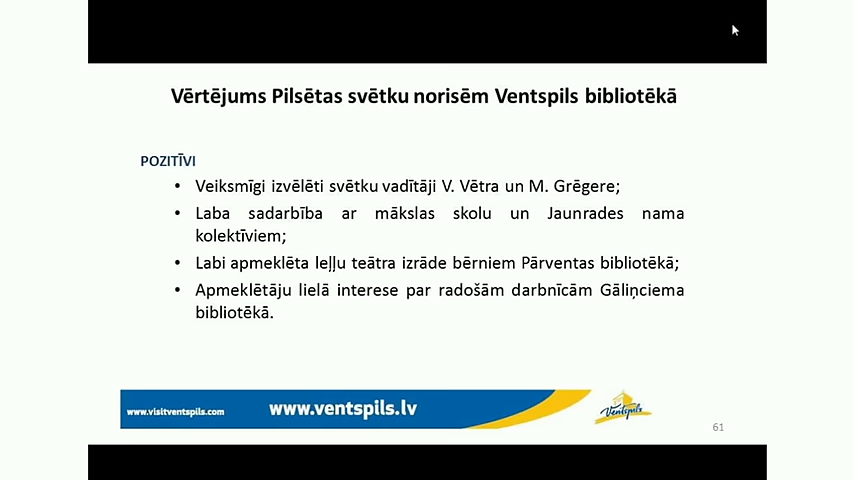 Vērtējums Pilsētas svētku norisēm Ventspils bibliotēkā
POZITĪVI
• Veiksmīgi izvēlēti svētku vadītāji V. Vētra un M. Grēgere;
• Laba sadarbība ar mākslas skolu un Jaunrades nama
kolektīviem;
• Labi apmeklēta leļļu teātra izrāde bērniem Pārventas bibliotēkā;
• Apmeklētāju lielā interese par radošām darbnīcām Gāliņciema
bibliotēkā.
www.visitventspils.com
www.ventspils.lv
Ventspils
61